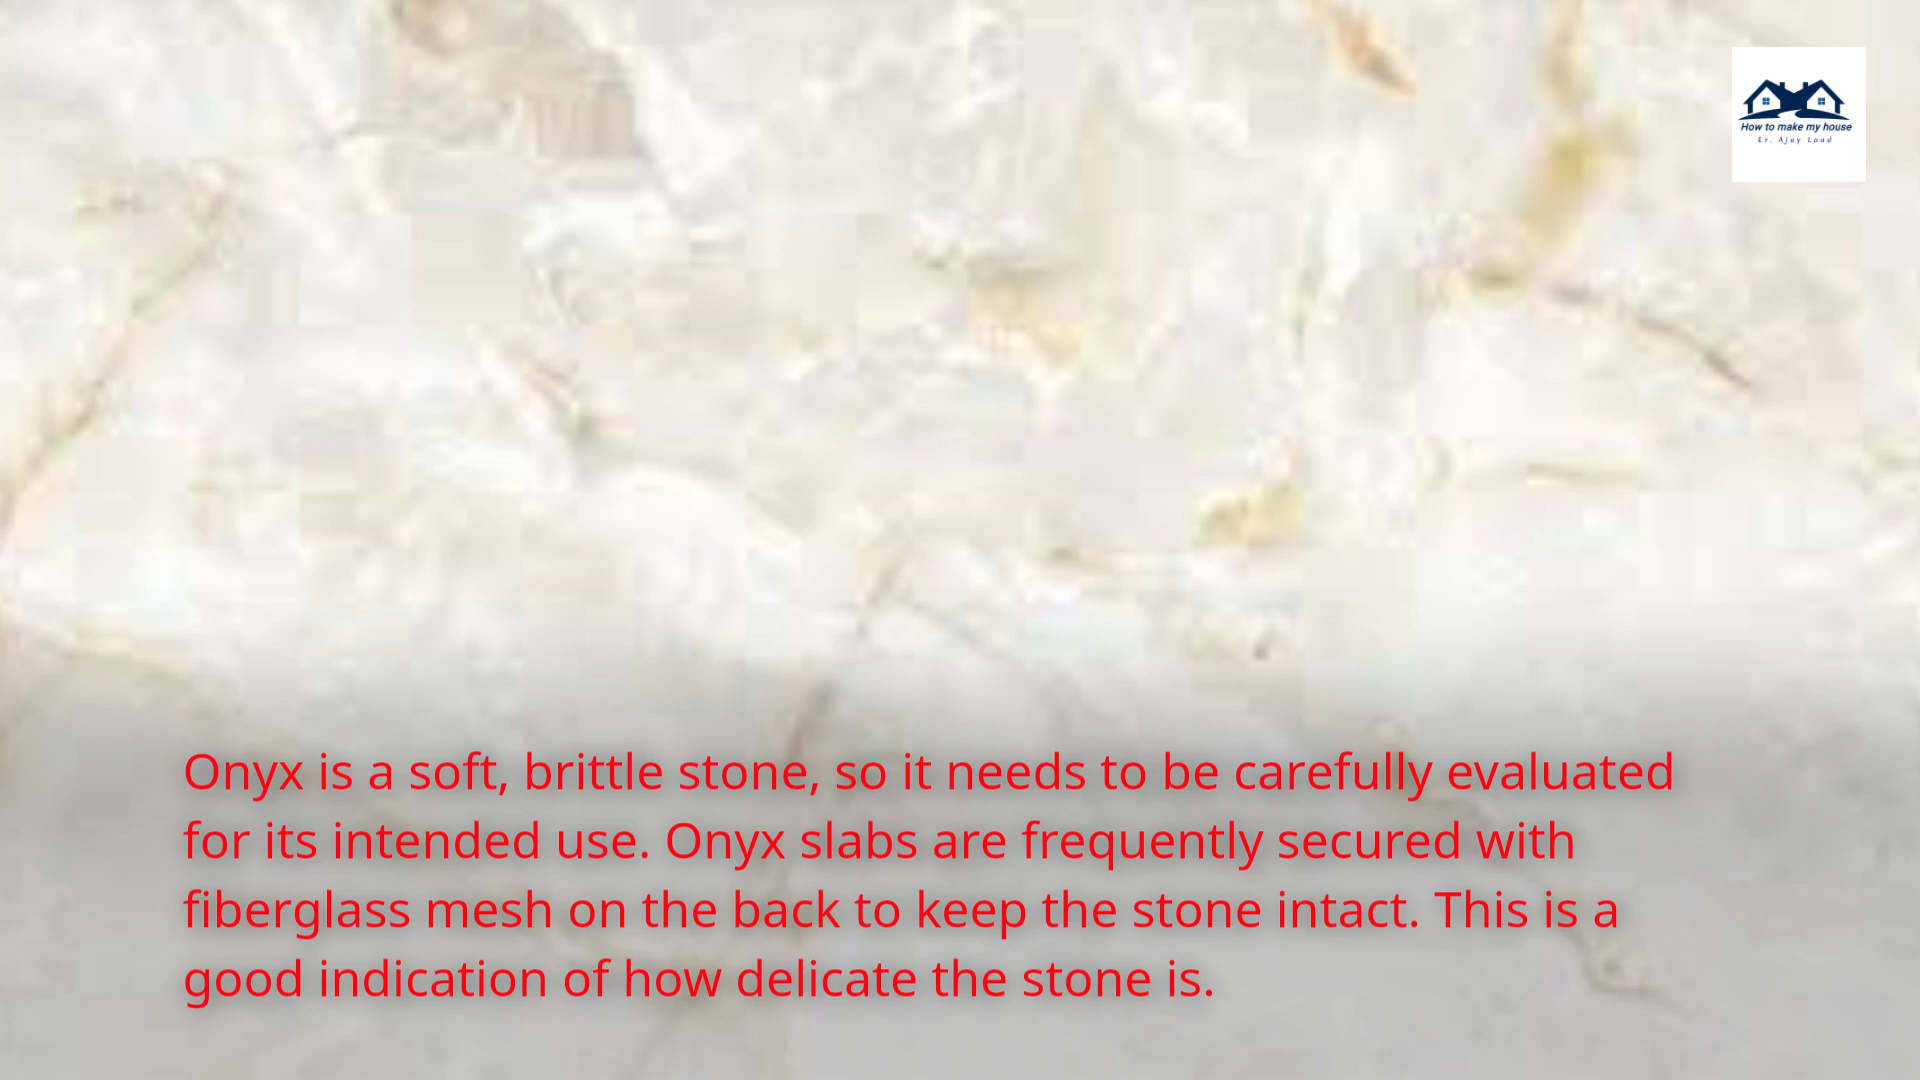 How to make my house
Er. Ajay Laad
Onyx is a soft, brittle stone, so it needs to be carefully evaluated
for its intended use. Onyx slabs are frequently secured with
fiberglass mesh on the back to keep the stone intact. This is a
good indication of how delicate the stone is.